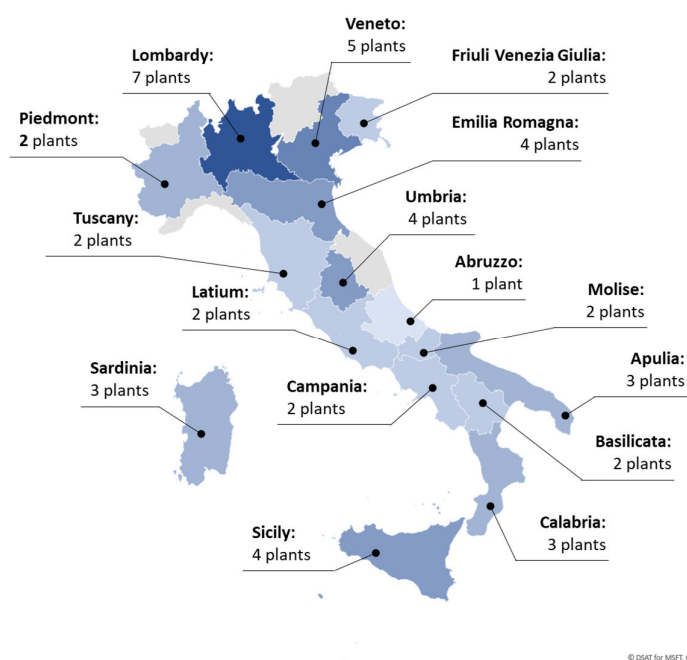 Veneto:
5 plants
Lombardy:
7 plants
Friuli Venezia Giulia:
2 plants
Piedmont:
2 plants
Emilia Romagna:
4 plants
Umbria:
4 plants
Tuscany:
2 plants
Abruzzo:
1 plant
Latium:
2 plants
Molise:
2 plants
Sardinia:
3 plants
Campania:
2 plants
Apulia:
3 plants
Basilicata:
2 plants
Sicily:
4 plants
Calabria:
3 plants
© DSAT for MSFT,